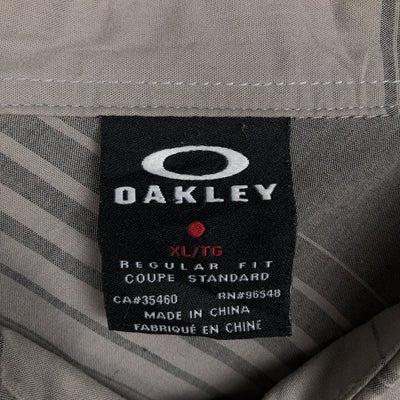 OAKLEY
XL/TG
REGULAR FIT
COUPE STANDARD
CA#35460 RN#96548
MADE IN CHINA
FABRIQUÉ EN CHINE